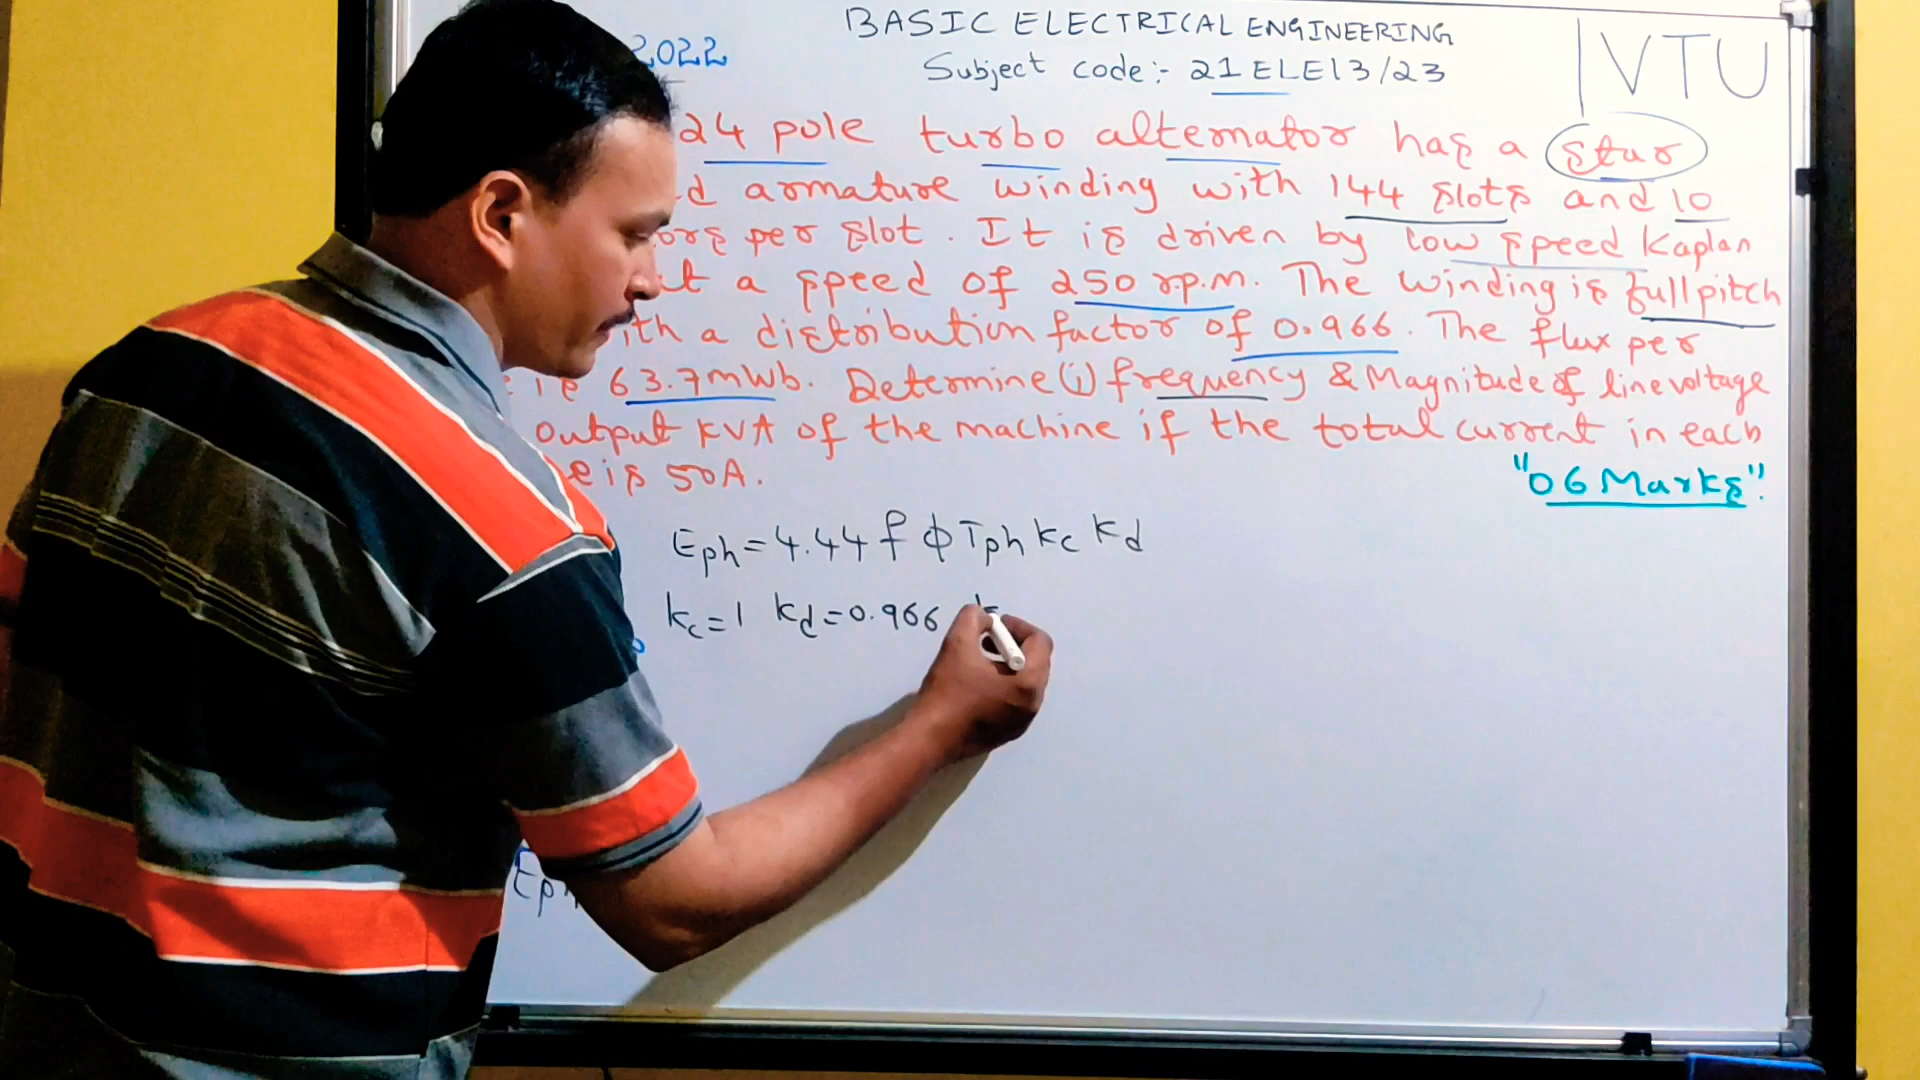 BASIC ELECTRICAL ENGINEERING
2022
Subject code:- 21ELE13/23
VTU
24 pole turbo alternator has a star
d armature winding with 144 slots and 10
ors per slot. It is driven by low speed Kaplan
t a speed of 250 r.p.m. The winding is full pitch
ith a distribution factor of 0.966. The flux per
is 63.7mWb. Determine (i) frequency & Magnitude of line voltage
output KVA of the machine if the total current in each
e is 50A.
"06 Marks".
Eph = 4.44 f ϕ Tph Kc Kd
Kc = 1 Kd = 0.966
Eph